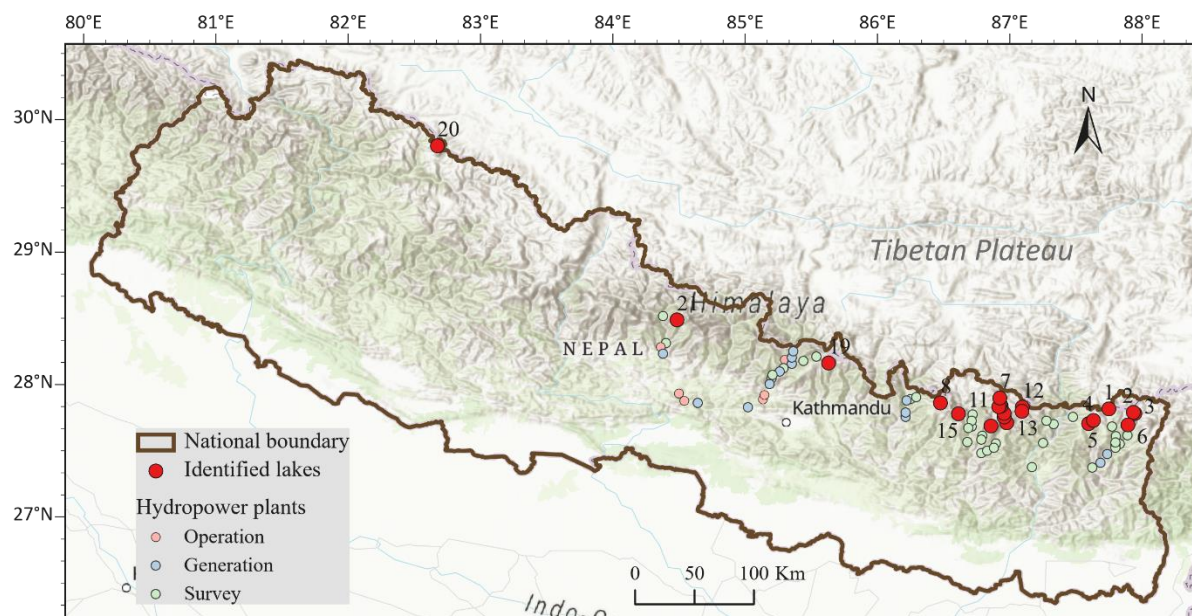 80°E 81°E 82°E 83°E 84°E 85°E 86°E 87°E 88°E
30°N
29°N
28°N
27°N
N
20
Tibetan Plateau
Himalaya
21
NEPAL
19
Kathmandu
8
7
12
11
1
2
3
4
15
13
5
6
National boundary
Identified lakes
Hydropower plants
Operation
Generation
Survey
0 50 100 Km